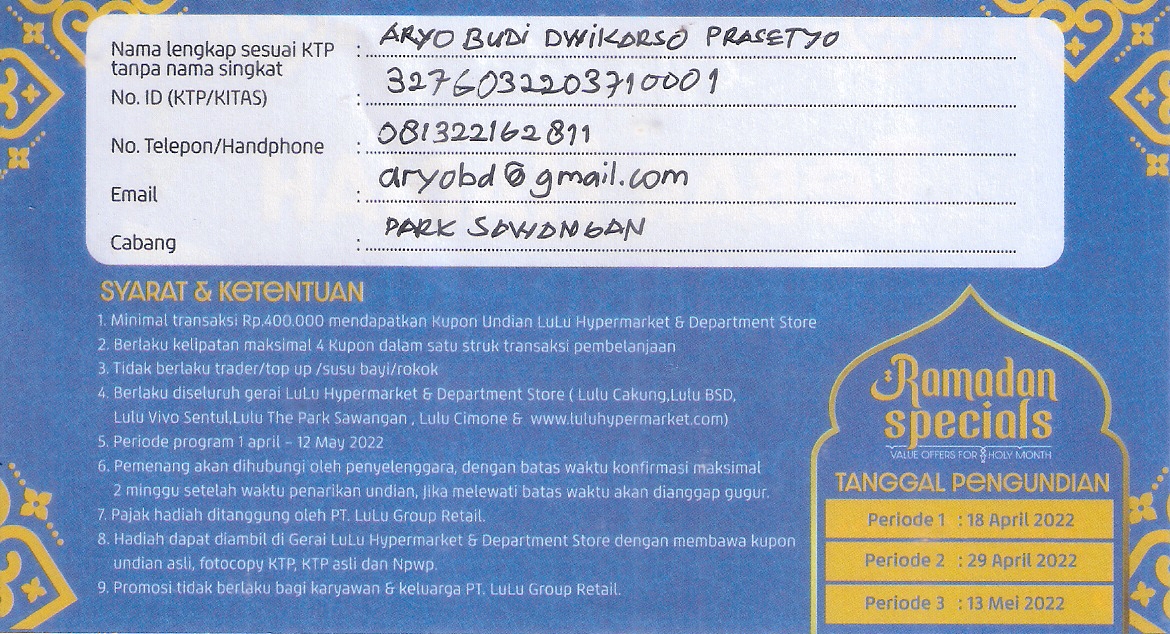 Nama lengkap sesuai KTP : ARYO BUDI DWIKORSO PRASETYO
tanpa nama singkat
No. ID (KTP/KITAS) : 3276032203710001
No. Telepon/Handphone : 081322162811
Email : aryobd@gmail.com
Cabang : PARK SAWANGAN
SYARAT & KETENTUAN
1. Minimal transaksi Rp.400.000 mendapatkan Kupon Undian LuLu Hypermarket & Department Store
2. Berlaku kelipatan maksimal 4 Kupon dalam satu struk transaksi pembelanjaan
3. Tidak berlaku trader/top up /susu bayi/rokok
4. Berlaku diseluruh gerai LuLu Hypermarket & Department Store ( Lulu Cakung,Lulu BSD,
Lulu Vivo Sentul,Lulu The Park Sawangan , Lulu Cimone & www.luluhypermarket.com)
5. Periode program 1 april – 12 May 2022
6. Pemenang akan dihubungi oleh penyelenggara, dengan batas waktu konfirmasi maksimal
2 minggu setelah waktu penarikan undian, Jika melewati batas waktu akan dianggap gugur.
7. Pajak hadiah ditanggung oleh PT. LuLu Group Retail.
8. Hadiah dapat diambil di Gerai LuLu Hypermarket & Department Store dengan membawa kupon
undian asli, fotocopy KTP, KTP asli dan Npwp.
9. Promosi tidak berlaku bagi karyawan & keluarga PT. LuLu Group Retail.
Ramadan
specials
VALUE OFFERS FOR HOLY MONTH
TANGGAL PENGUNDIAN
Periode 1 : 18 April 2022
Periode 2 : 29 April 2022
Periode 3 : 13 Mei 2022